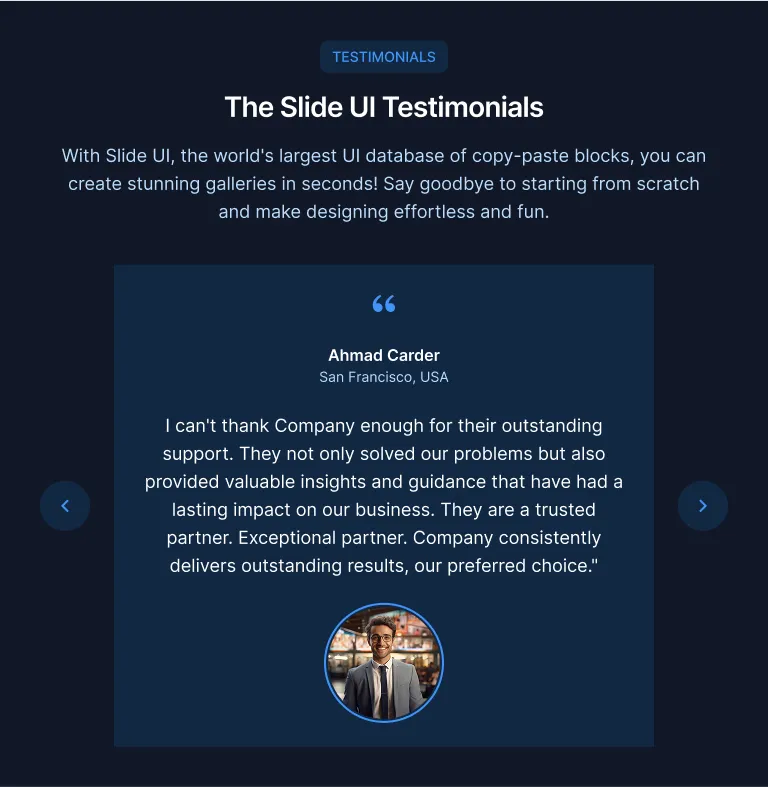 TESTIMONIALS
The Slide UI Testimonials
With Slide UI, the world's largest UI database of copy-paste blocks, you can
create stunning galleries in seconds! Say goodbye to starting from scratch
and make designing effortless and fun.
“
Ahmad Carder
San Francisco, USA
I can't thank Company enough for their outstanding
support. They not only solved our problems but also
provided valuable insights and guidance that have had a
lasting impact on our business. They are a trusted
partner. Exceptional partner. Company consistently
delivers outstanding results, our preferred choice."